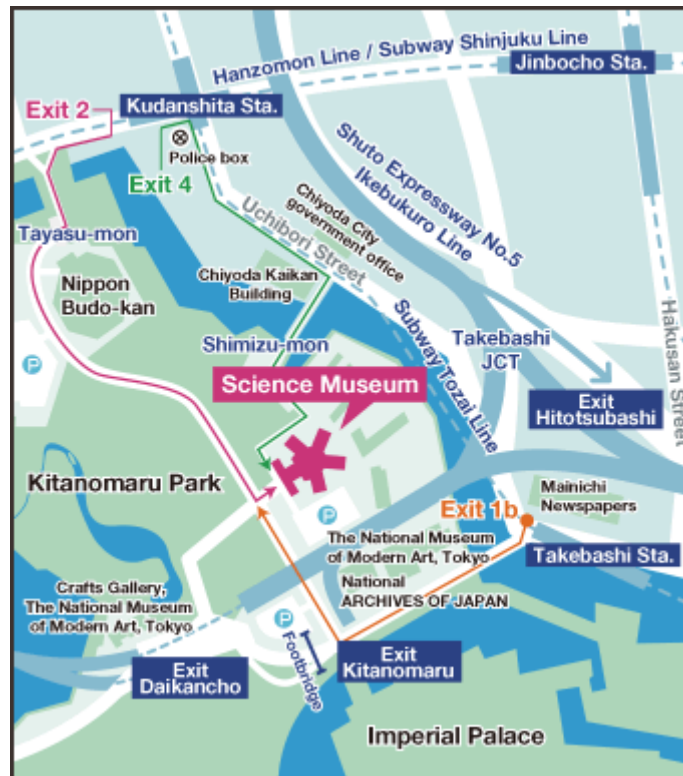 Hanzomon Line / Subway Shinjuku Line
Jinbocho Sta.
Exit 2
Kudanshita Sta.
Police box
Exit 4
Shuto Expressway No.5
Ikebukuro Line
Chiyoda City
government office
Uchibori Street
Tayasu-mon
Chiyoda Kaikan
Building
Nippon
Budo-kan
Hakusan Street
Shimizu-mon
Subway Tozai Line
Takebashi
JCT
P
Science Museum
Exit
Hitotsubashi
Kitanomaru Park
Mainichi
Newspapers
Exit 1b
P
The National Museum
of Modern Art, Tokyo
Takebashi Sta.
Crafts Gallery,
The National Museum
of Modern Art, Tokyo
National
ARCHIVES OF JAPAN
P
Footbridge
Exit
Daikancho
Exit
Kitanomaru
Imperial Palace